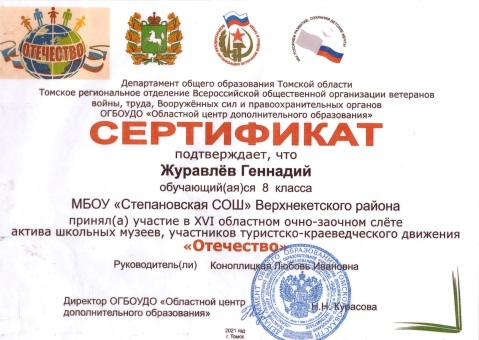 ОТЕЧЕСТВО
Департамент общего образования Томской области
Томское региональное отделение Всероссийской общественной организации ветеранов
войны, труда, Вооружённых сил и правоохранительных органов
ОГБОУДО «Областной центр дополнительного образования»
СЕРТИФИКАТ
подтверждает, что
Журавлёв Геннадий
обучающий(ая)ся 8 класса
МБОУ «Степановская СОШ» Верхнекетского района
принял(а) участие в XVI областном очно-заочном слёте
актива школьных музеев, участников туристско-краеведческого движения
«Отечество»
Руководитель(ли) Коноплицкая Любовь Ивановна
Директор ОГБОУДО «Областной центр
дополнительного образования»
Н.Н. Курасова
2021 год
г. Томск